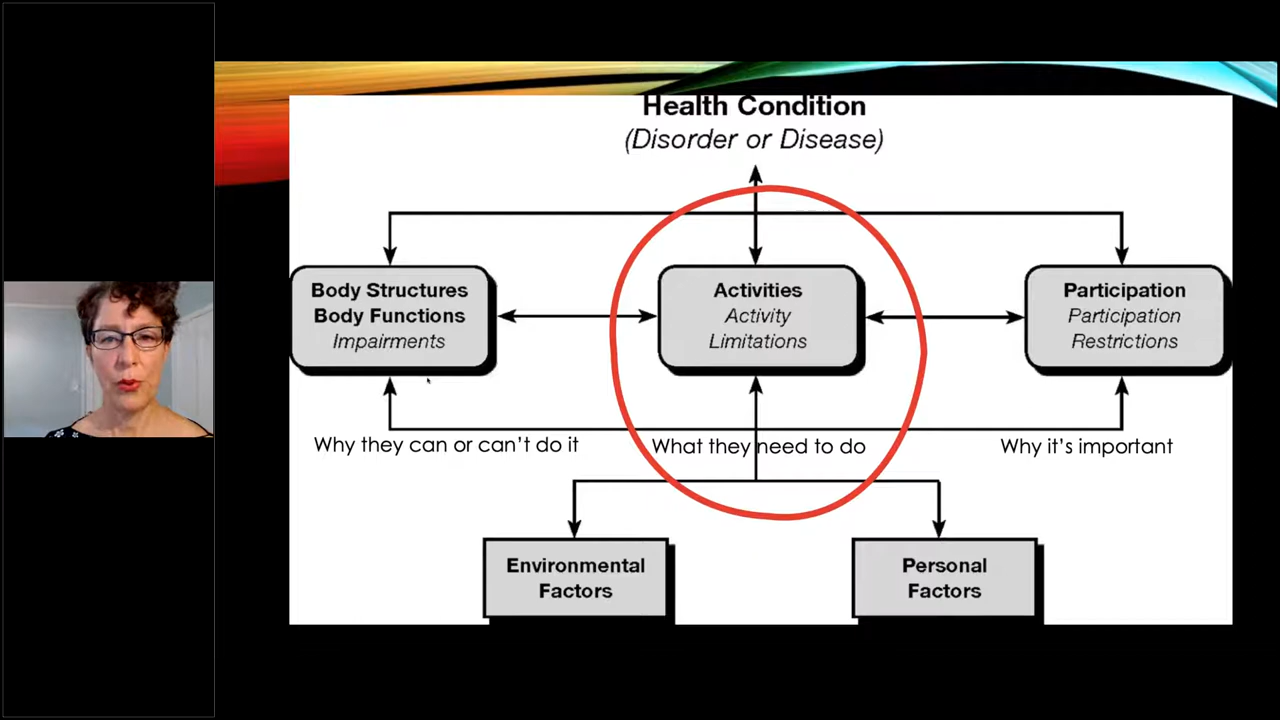 Health Condition
(Disorder or Disease)
Body Structures
Body Functions
Impairments
Activities
Activity
Limitations
Participation
Participation
Restrictions
Why they can or can't do it
What they need to do
Why it's important
Environmental
Factors
Personal
Factors